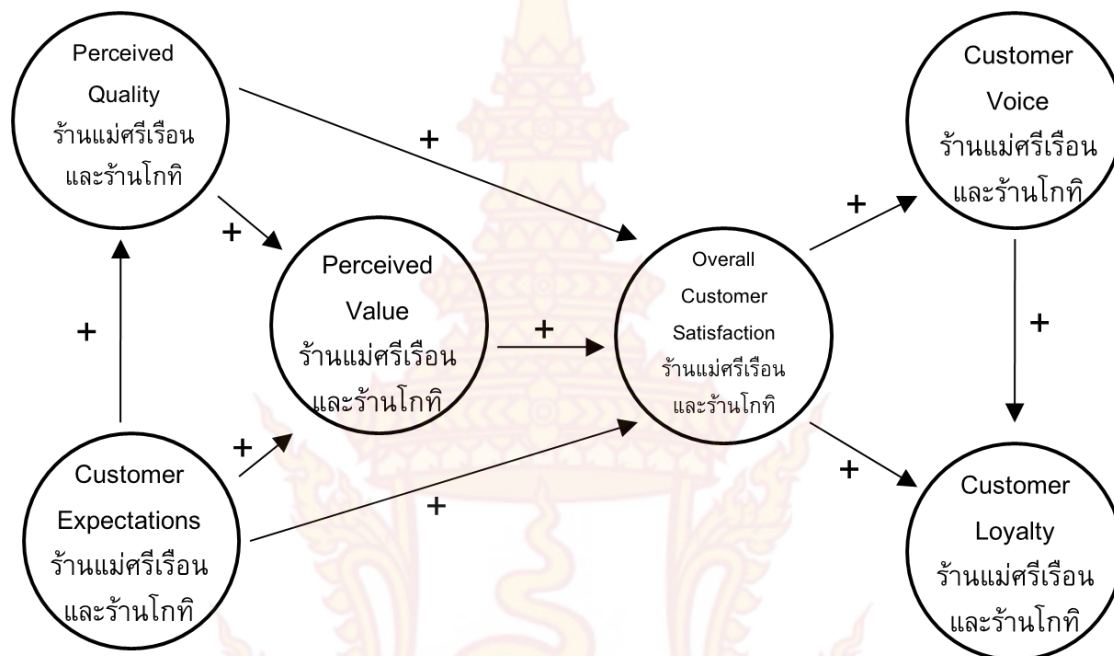 Perceived
Quality
ร้านแม่ศรีเรือน
และร้านโกทิ
Customer
Voice
ร้านแม่ศรีเรือน
และร้านโกทิ
+
+
+
Perceived
Value
ร้านแม่ศรีเรือน
และร้านโกทิ
Overall
Customer
Satisfaction
ร้านแม่ศรีเรือน
และร้านโกทิ
+
+
+
Customer
Expectations
ร้านแม่ศรีเรือน
และร้านโกทิ
+
+
+
Customer
Loyalty
ร้านแม่ศรีเรือน
และร้านโกทิ